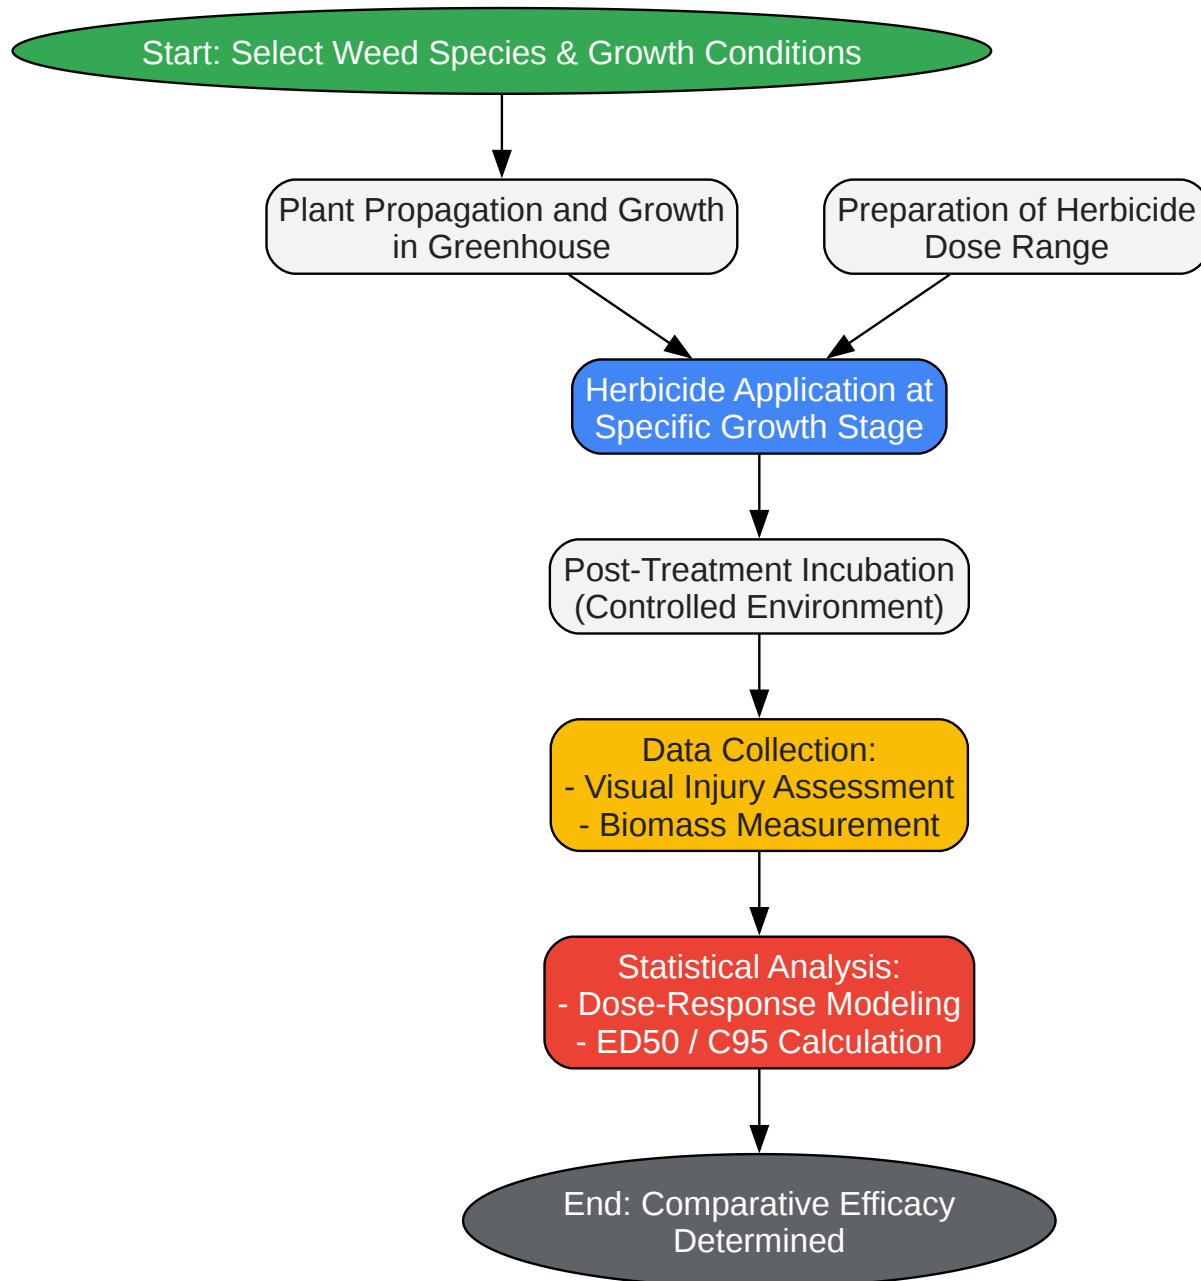 Start: Select Weed Species & Growth Conditions
Plant Propagation and Growth
in Greenhouse
Preparation of Herbicide
Dose Range
Herbicide Application at
Specific Growth Stage
Post-Treatment Incubation
(Controlled Environment)
Data Collection:
- Visual Injury Assessment
- Biomass Measurement
Statistical Analysis:
- Dose-Response Modeling
- ED50 / C95 Calculation
End: Comparative Efficacy
Determined